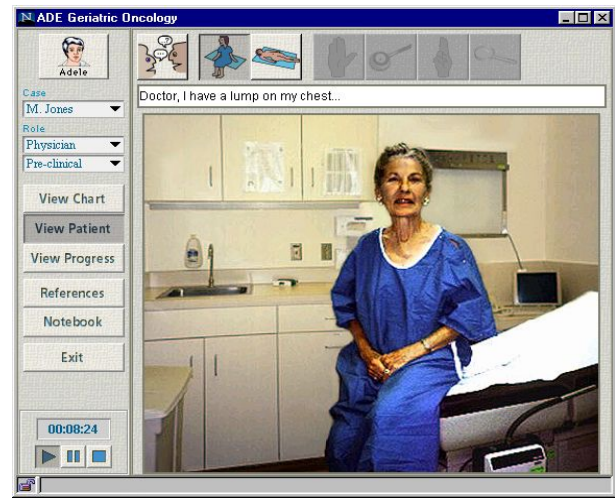 ADE Geriatric Oncology
Adele
Case
M. Jones
Role
Physician
Pre-clinical
View Chart
View Patient
View Progress
References
Notebook
Exit
00:08:24
Doctor, I have a lump on my chest...